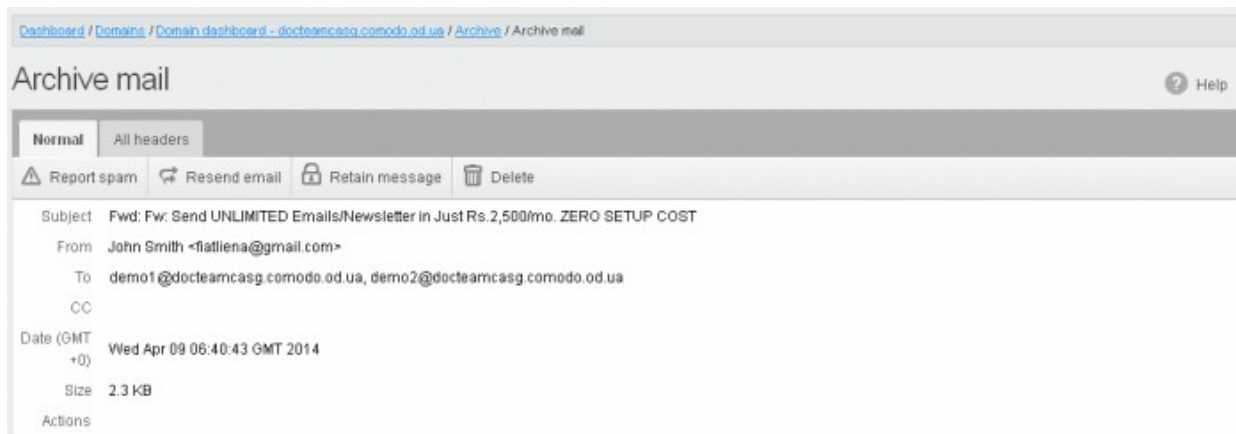 Dashboard / Domains / Domain dashboard - docteamcasg.comodo.od.ua / Archive / Archive mail
Archive mail
? Help
Normal All headers
Report spam Resend email Retain message Delete
Subject Fwd: Fw: Send UNLIMITED Emails/Newsletter in Just Rs.2,500/mo. ZERO SETUP COST
From John Smith <fiatliena@gmail.com>
To demo1@docteamcasg.comodo.od.ua, demo2@docteamcasg.comodo.od.ua
CC
Date (GMT
+0) Wed Apr 09 06:40:43 GMT 2014
Size 2.3 KB
Actions